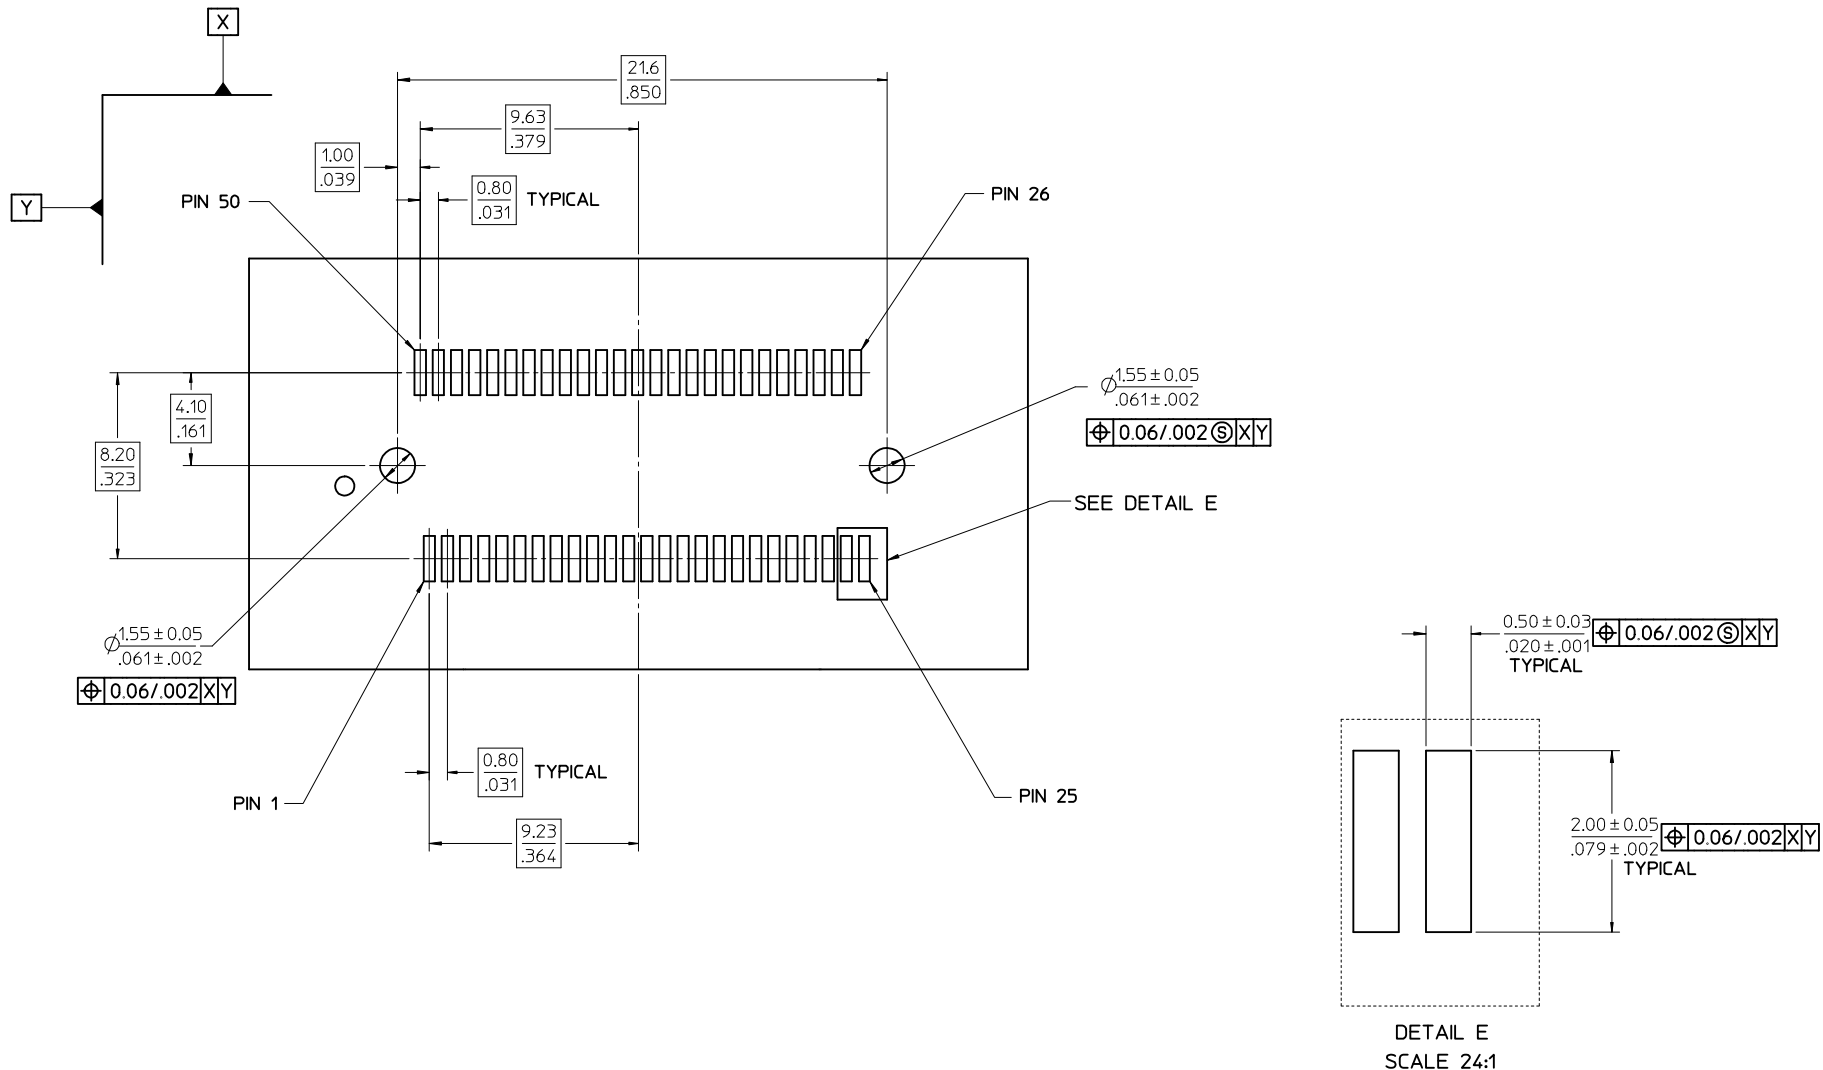 X
21.6
.850
9.63
.379
1.00
.039
0.80
.031 TYPICAL
Y
PIN 50
PIN 26
4.10
.161
8.20
.323
⌀1.55±0.05
.061±.002
⌖ 0.06/.002 Ⓢ X Y
SEE DETAIL E
⌀1.55±0.05
.061±.002
⌖ 0.06/.002 X Y
0.80
.031 TYPICAL
PIN 1
PIN 25
9.23
.364
0.50±0.03
.020±.001
⌖ 0.06/.002 Ⓢ X Y
TYPICAL
2.00±0.05
.079±.002
⌖ 0.06/.002 X Y
TYPICAL
DETAIL E
SCALE 24:1